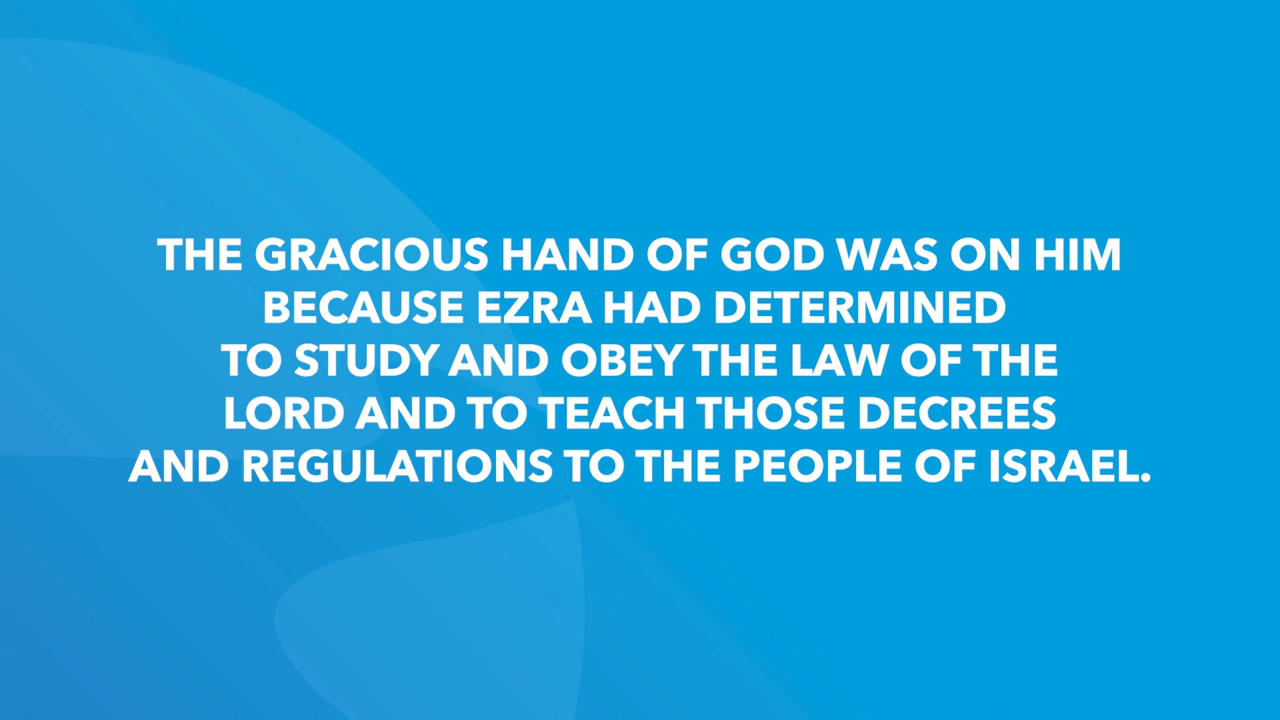 THE GRACIOUS HAND OF GOD WAS ON HIM
BECAUSE EZRA HAD DETERMINED
TO STUDY AND OBEY THE LAW OF THE
LORD AND TO TEACH THOSE DECREES
AND REGULATIONS TO THE PEOPLE OF ISRAEL.